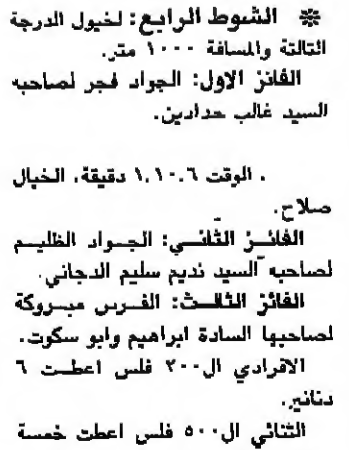 ❊ الشوط الرابع: لخيول الدرجة
الثالثة والمسافة ١٠٠٠ متر.
الفائز الاول: الجواد فجر لصاحبه
السيد غالب حدادين.
. الوقت ١.١٠.٦ دقيقة، الخيال
صلاح.
الفائز الثاني: الجواد الظليم
لصاحبه السيد نديم سليم الدجاني.
الفائز الثالث: الفرس مبروكة
لصاحبها السادة ابراهيم وابو سكوت.
الافرادي ال٢٠٠ فلس اعطت ٦
دنانير.
الثنائي ال٥٠٠ فلس اعطت خمسة